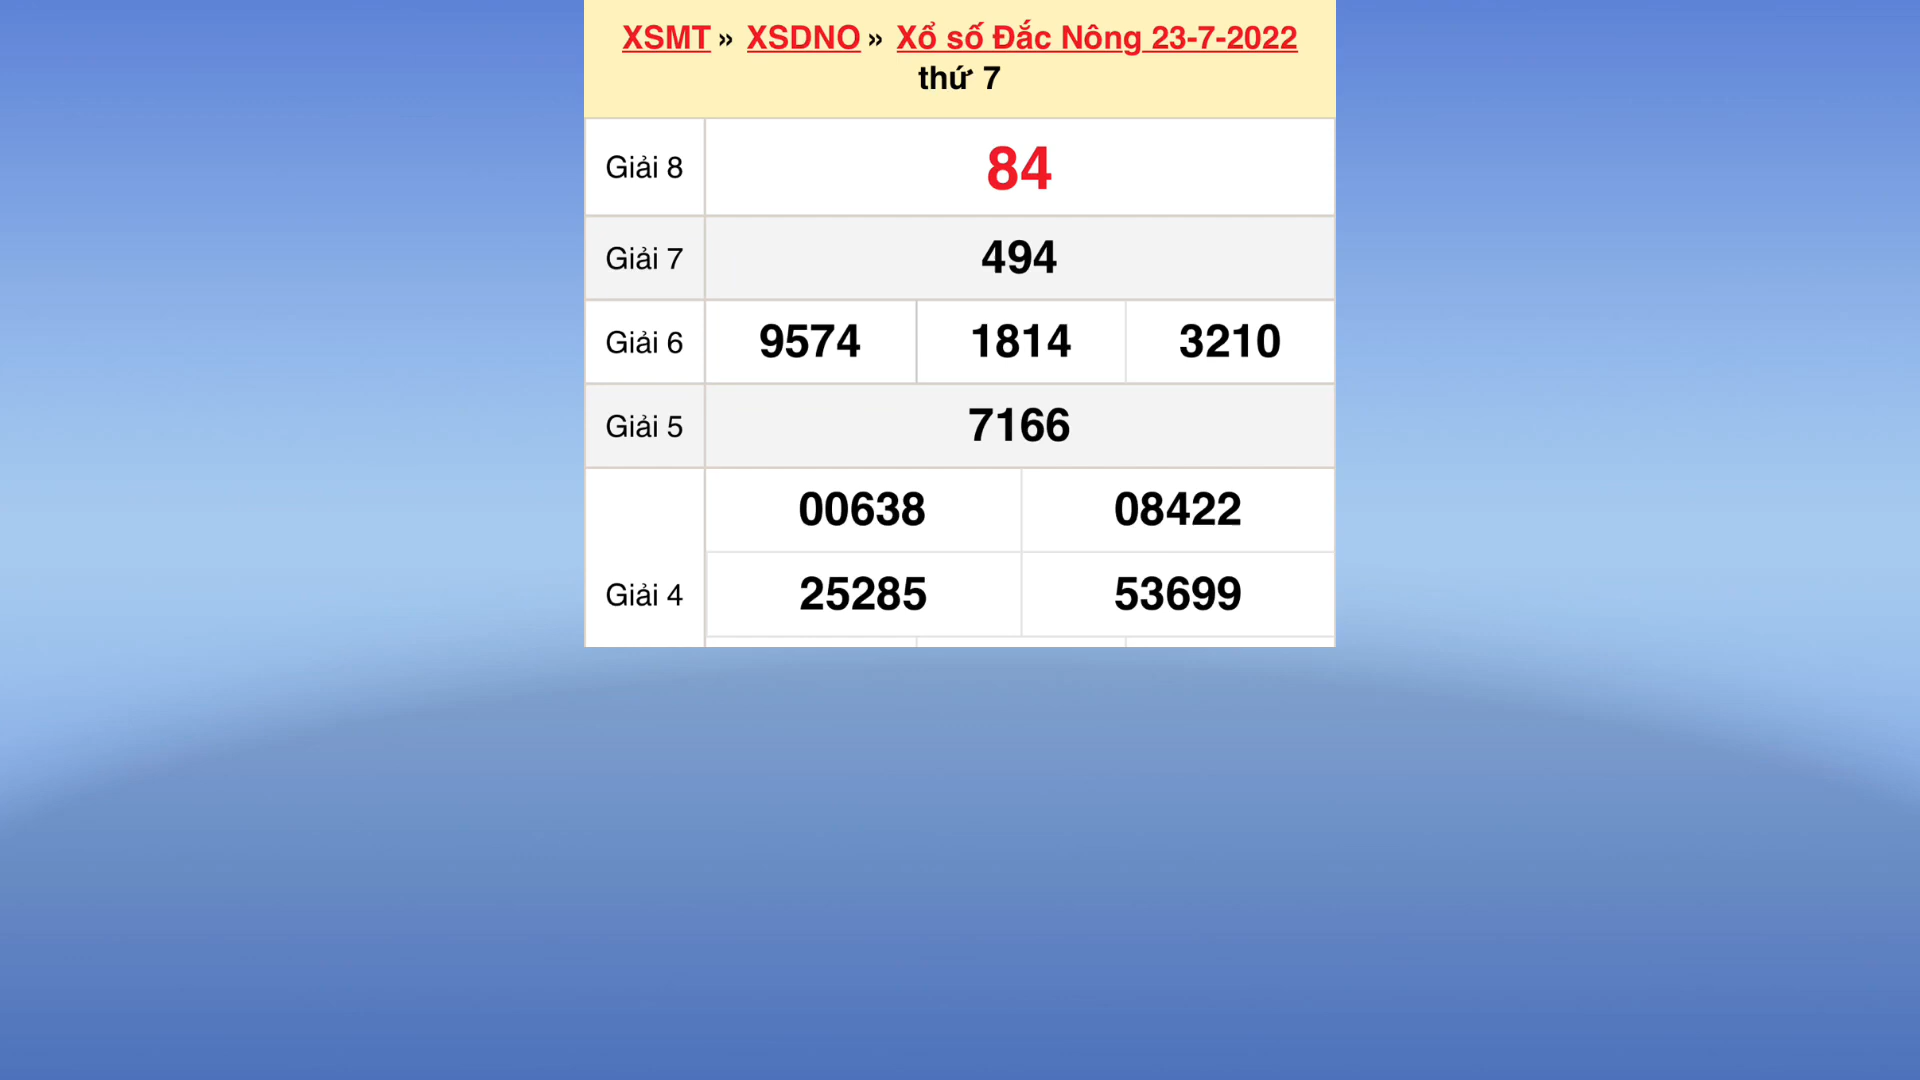 XSMT » XSDNO » Xổ số Đắc Nông 23-7-2022
thứ 7
Giải 8 84
Giải 7 494
Giải 6 9574 1814 3210
Giải 5 7166
00638 08422
Giải 4 25285 53699